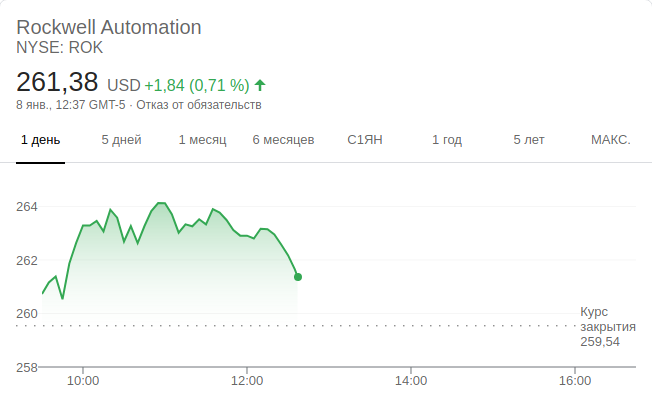 Rockwell Automation
NYSE: ROK
261,38 USD +1,84 (0,71 %)
8 янв., 12:37 GMT-5 · Отказ от обязательств
1 день 5 дней 1 месяц 6 месяцев С1ЯН 1 год 5 лет МАКС.
264
262
260
258
Курс
закрытия
259,54
10:00 12:00 14:00 16:00